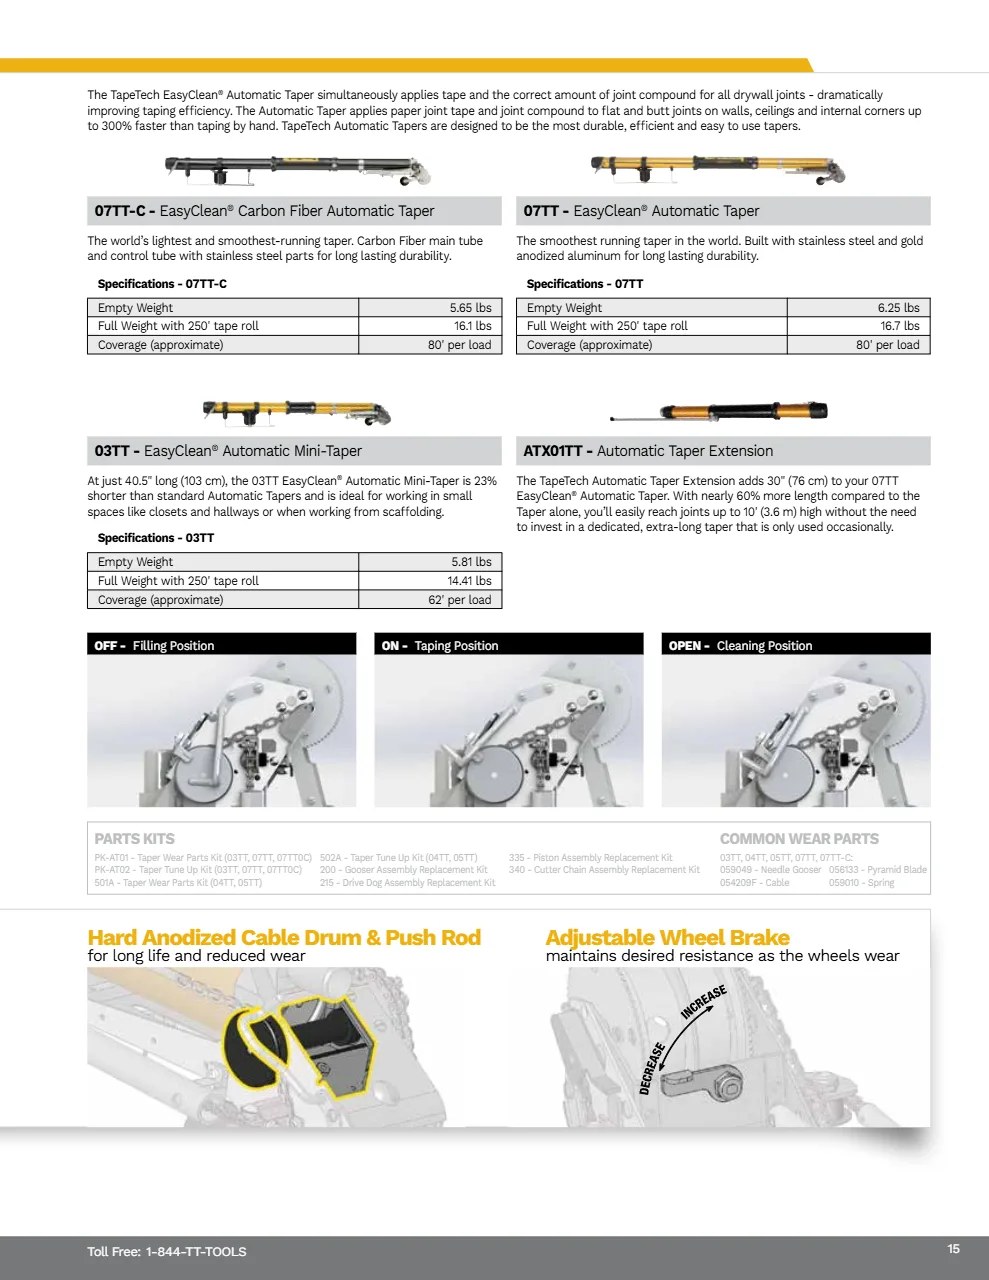 The TapeTech EasyClean® Automatic Taper simultaneously applies tape and the correct amount of joint compound for all drywall joints - dramatically
improving taping efficiency. The Automatic Taper applies paper joint tape and joint compound to flat and butt joints on walls, ceilings and internal corners up
to 300% faster than taping by hand. TapeTech Automatic Tapers are designed to be the most durable, efficient and easy to use tapers.
07TT-C - EasyClean® Carbon Fiber Automatic Taper
The world's lightest and smoothest-running taper. Carbon Fiber main tube
and control tube with stainless steel parts for long lasting durability.
Specifications - 07TT-C
Empty Weight 5.65 lbs
Full Weight with 250' tape roll 16.1 lbs
Coverage (approximate) 80' per load
07TT - EasyClean® Automatic Taper
The smoothest running taper in the world. Built with stainless steel and gold
anodized aluminum for long lasting durability.
Specifications - 07TT
Empty Weight 6.25 lbs
Full Weight with 250' tape roll 16.7 lbs
Coverage (approximate) 80' per load
03TT - EasyClean® Automatic Mini-Taper
At just 40.5" long (103 cm), the 03TT EasyClean® Automatic Mini-Taper is 23%
shorter than standard Automatic Tapers and is ideal for working in small
spaces like closets and hallways or when working from scaffolding.
Specifications - 03TT
Empty Weight 5.81 lbs
Full Weight with 250' tape roll 14.41 lbs
Coverage (approximate) 62' per load
ATX01TT - Automatic Taper Extension
The TapeTech Automatic Taper Extension adds 30" (76 cm) to your 07TT
EasyClean® Automatic Taper. With nearly 60% more length compared to the
Taper alone, you'll easily reach joints up to 10' (3.6 m) high without the need
to invest in a dedicated, extra-long taper that is only used occasionally.
OFF - Filling Position
ON - Taping Position
OPEN - Cleaning Position
PARTS KITS
PK-AT01 - Taper Wear Parts Kit (03TT, 07TT, 07TT0C)
PK-AT02 - Taper Tune Up Kit (03TT, 07TT, 07TT0C)
501A - Taper Wear Parts Kit (04TT, 05TT)
502A - Taper Tune Up Kit (04TT, 05TT)
200 - Gooser Assembly Replacement Kit
215 - Drive Dog Assembly Replacement Kit
335 - Piston Assembly Replacement Kit
340 - Cutter Chain Assembly Replacement Kit
COMMON WEAR PARTS
03TT, 04TT, 05TT, 07TT, 07TT-C:
059049 - Needle Gooser 056133 - Pyramid Blade
054209F - Cable 059010 - Spring
Hard Anodized Cable Drum & Push Rod
for long life and reduced wear
Adjustable Wheel Brake
maintains desired resistance as the wheels wear
INCREASE
DECREASE
Toll Free: 1-844-TT-TOOLS
15